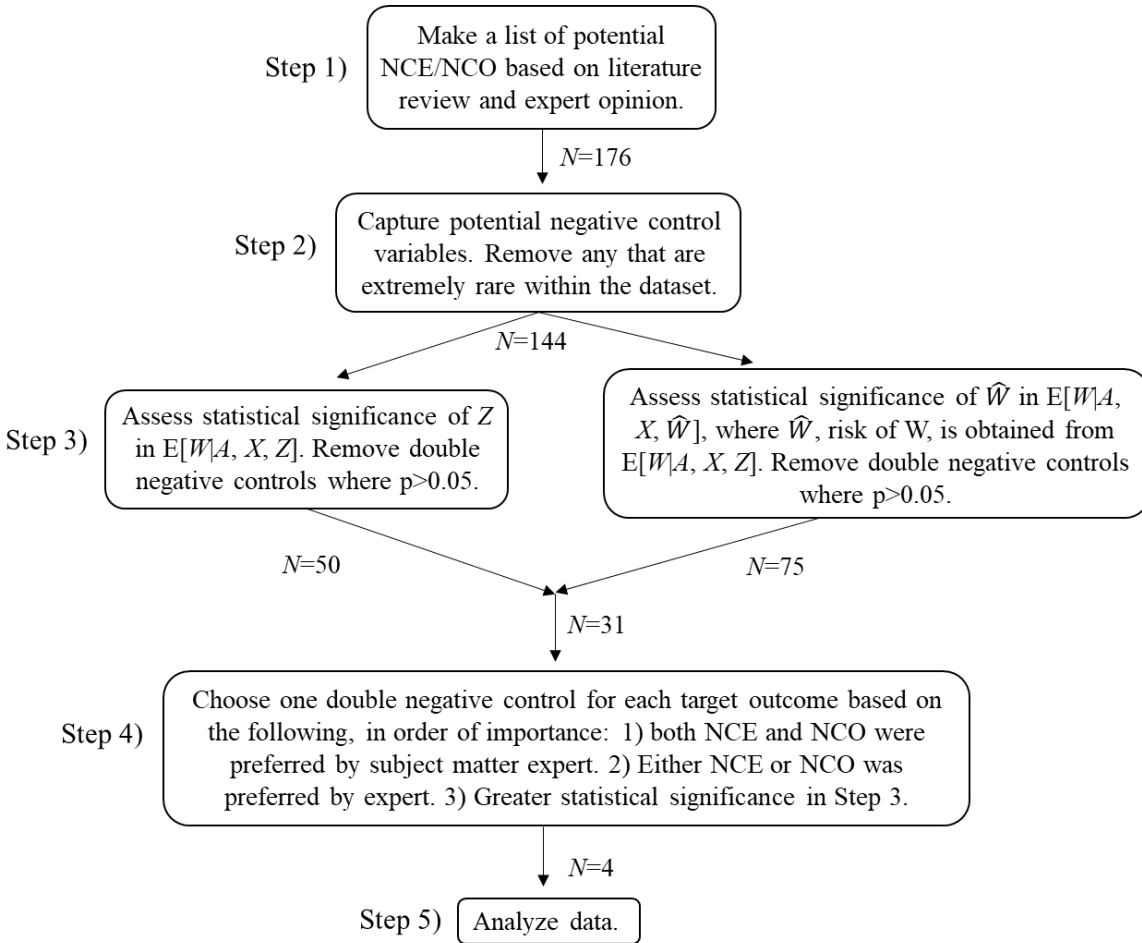 Step 1)
Make a list of potential
NCE/NCO based on literature
review and expert opinion.
N=176
Step 2)
Capture potential negative control
variables. Remove any that are
extremely rare within the dataset.
N=144
Step 3)
Assess statistical significance of Z
in E[W|A, X, Z]. Remove double
negative controls where p>0.05.
Assess statistical significance of Ŵ in E[W|A,
X, Ŵ], where Ŵ, risk of W, is obtained from
E[W|A, X, Z]. Remove double negative controls
where p>0.05.
N=50
N=75
N=31
Step 4)
Choose one double negative control for each target outcome based on
the following, in order of importance: 1) both NCE and NCO were
preferred by subject matter expert. 2) Either NCE or NCO was
preferred by expert. 3) Greater statistical significance in Step 3.
N=4
Step 5)
Analyze data.